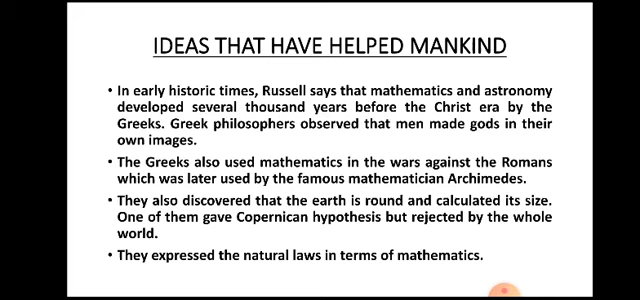 IDEAS THAT HAVE HELPED MANKIND
• In early historic times, Russell says that mathematics and astronomy
developed several thousand years before the Christ era by the
Greeks. Greek philosophers observed that men made gods in their
own images.
• The Greeks also used mathematics in the wars against the Romans
which was later used by the famous mathematician Archimedes.
• They also discovered that the earth is round and calculated its size.
One of them gave Copernican hypothesis but rejected by the whole
world.
• They expressed the natural laws in terms of mathematics.